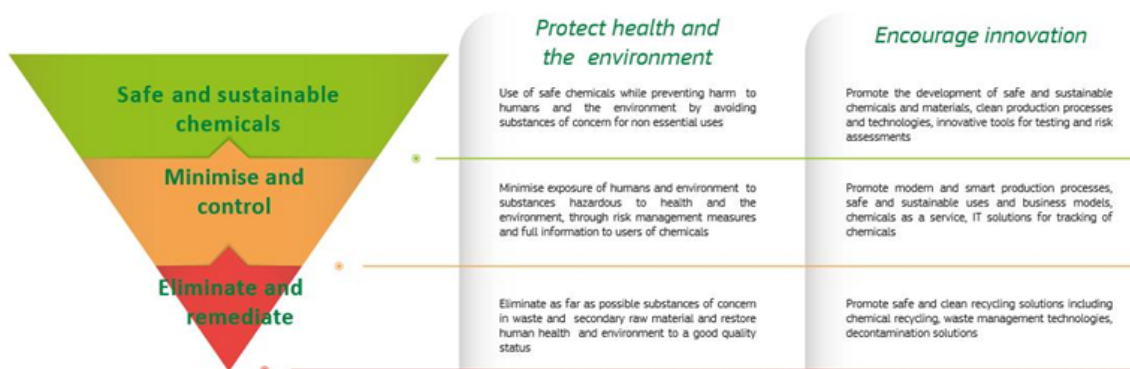 Safe and sustainable
chemicals
Minimise and
control
Eliminate and
remediate
Protect health and
the environment
Use of safe chemicals while preventing harm to
humans and the environment by avoiding
substances of concern for non essential uses
Minimise exposure of humans and environment to
substances hazardous to health and the
environment, through risk management measures
and full information to users of chemicals
Eliminate as far as possible substances of concern
in waste and secondary raw material and restore
human health and environment to a good quality
status
Encourage innovation
Promote the development of safe and sustainable
chemicals and materials, clean production processes
and technologies, innovative tools for testing and risk
assessments
Promote modern and smart production processes,
safe and sustainable uses and business models,
chemicals as a service, IT solutions for tracking of
chemicals
Promote safe and clean recycling solutions including
chemical recycling, waste management technologies,
decontamination solutions